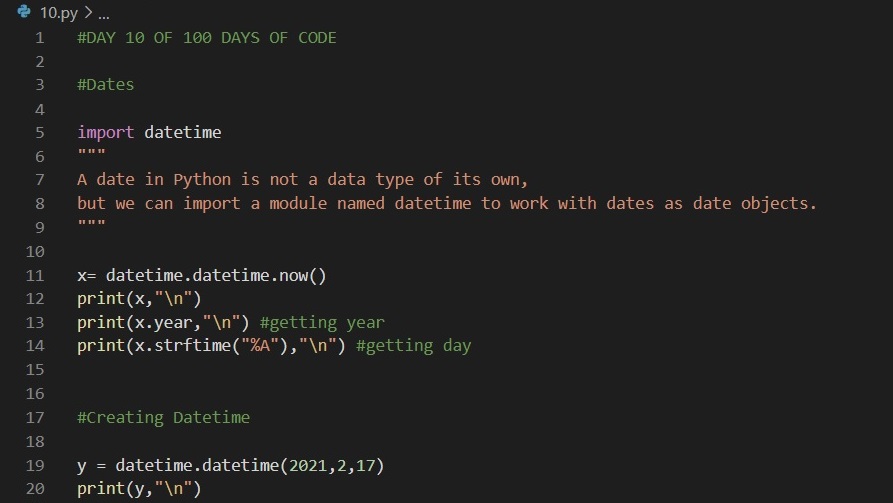 10.py > ...
1 #DAY 10 OF 100 DAYS OF CODE
2
3 #Dates
4
5 import datetime
6 """
7 A date in Python is not a data type of its own,
8 but we can import a module named datetime to work with dates as date objects.
9 """
10
11 x= datetime.datetime.now()
12 print(x,"\n")
13 print(x.year,"\n") #getting year
14 print(x.strftime("%A"),"\n") #getting day
15
16
17 #Creating Datetime
18
19 y = datetime.datetime(2021,2,17)
20 print(y,"\n")